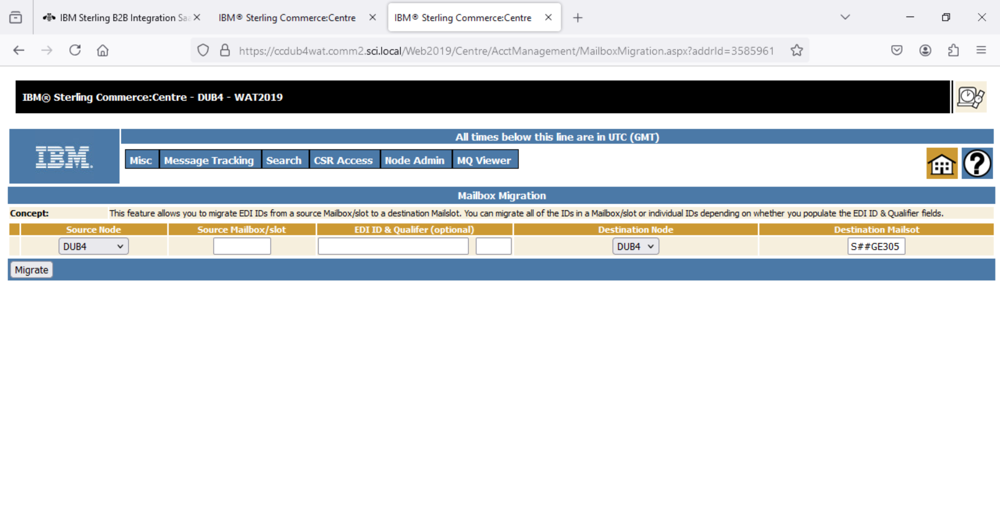 IBM Sterling B2B Integration Saa
IBM® Sterling Commerce:Centre
IBM® Sterling Commerce:Centre
https://ccdub4wat.comm2.sci.local/Web2019/Centre/AcctManagement/MailboxMigration.aspx?addrId=3585961
IBM® Sterling Commerce:Centre - DUB4 - WAT2019
All times below this line are in UTC (GMT)
IBM.
Misc Message Tracking Search CSR Access Node Admin MQ Viewer
Mailbox Migration
Concept: This feature allows you to migrate EDI IDs from a source Mailbox/slot to a destination Mailslot. You can migrate all of the IDs in a Mailbox/slot or individual IDs depending on whether you populate the EDI ID & Qualifier fields.
Source Node Source Mailbox/slot EDI ID & Qualifer (optional) Destination Node Destination Mailsot
DUB4 DUB4 S##GE305
Migrate